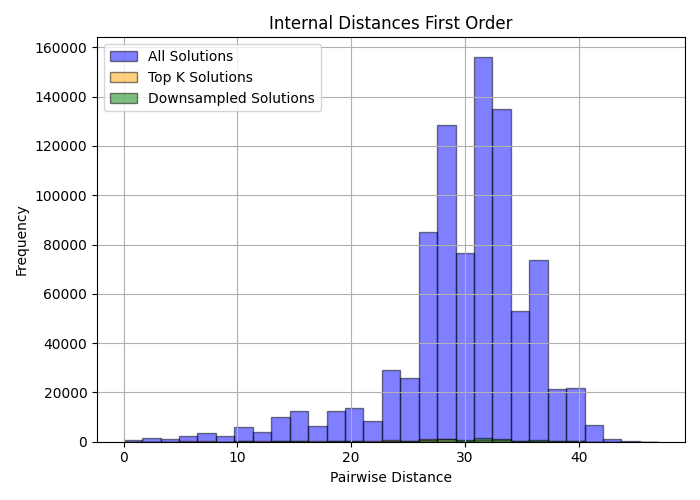 Internal Distances First Order
All Solutions
Top K Solutions
Downsampled Solutions
160000
140000
120000
100000
80000
60000
40000
20000
0
Frequency
0 10 20 30 40
Pairwise Distance